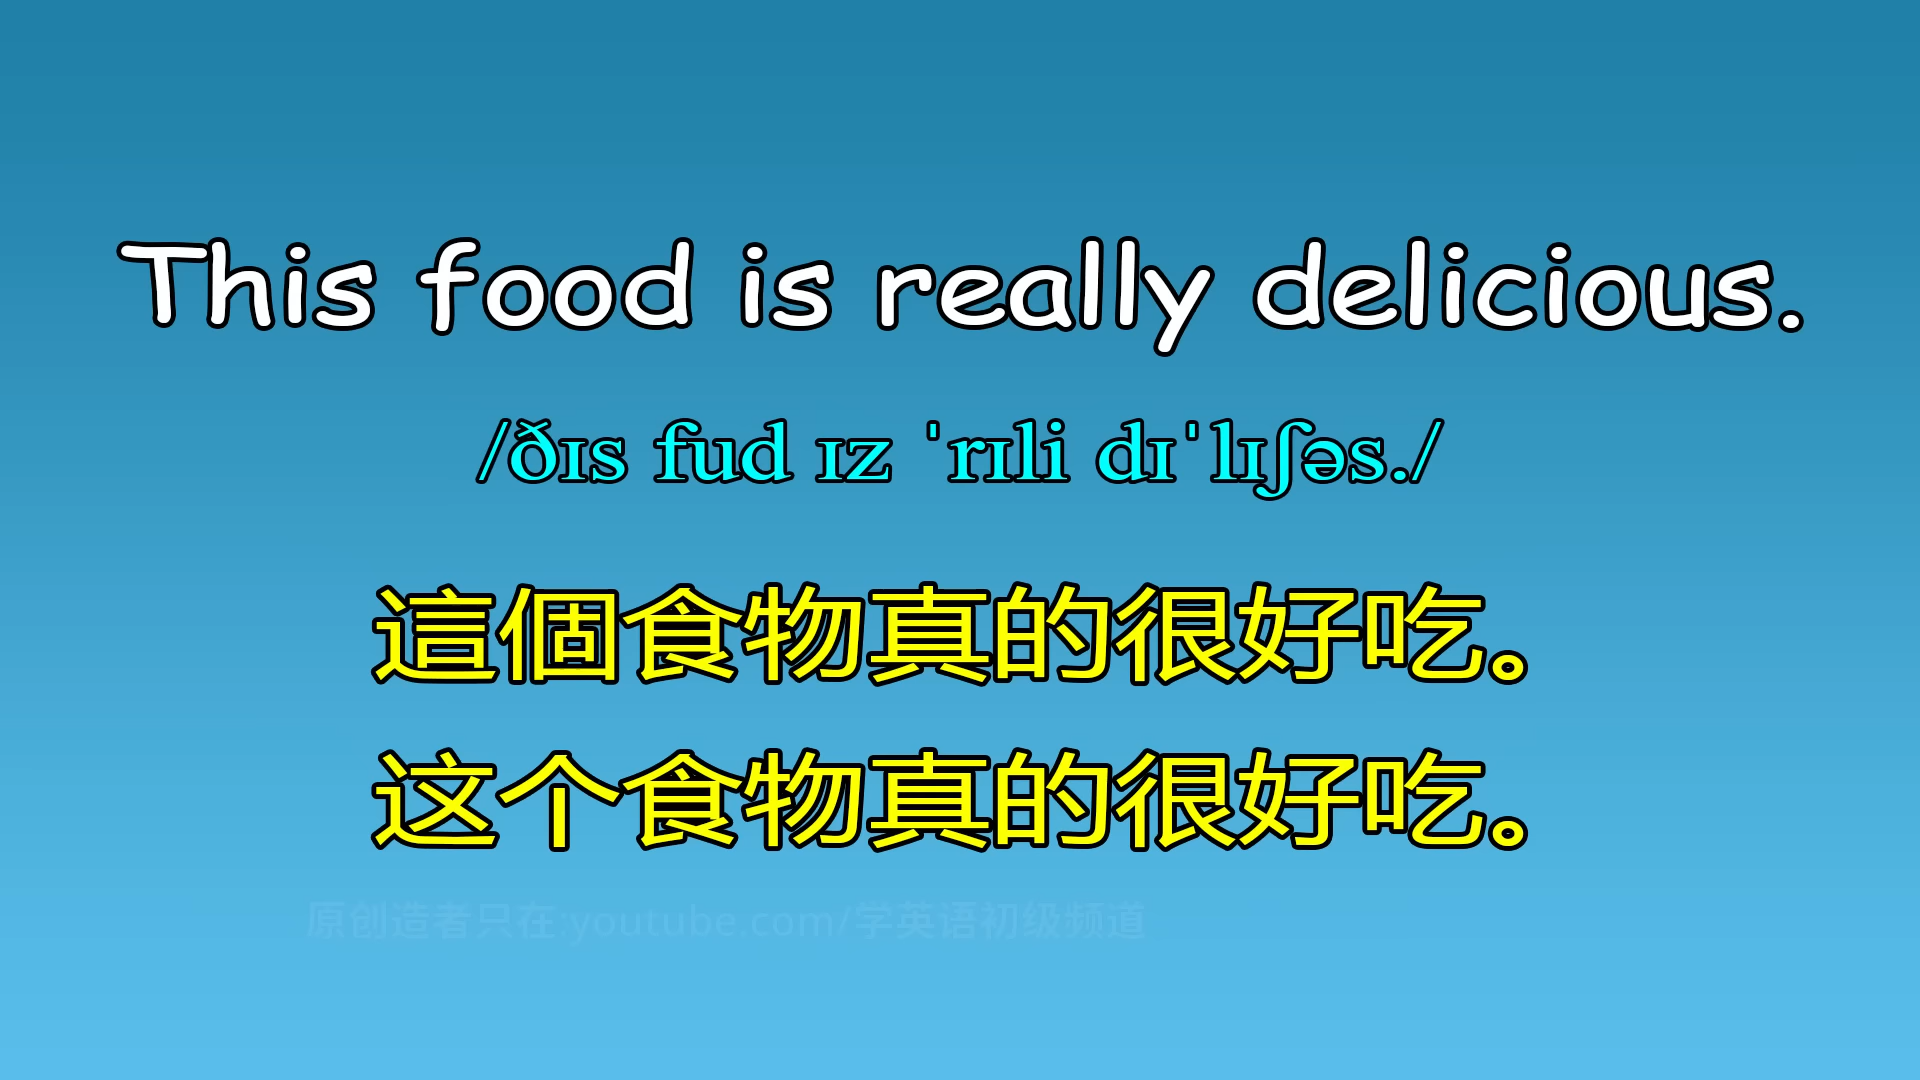 This food is really delicious.
/ðɪs fud ɪz ˈrɪli dɪˈlɪʃəs./
這個食物真的很好吃。
这个食物真的很好吃。
原创造者只在:youtube.com/学英语初级频道